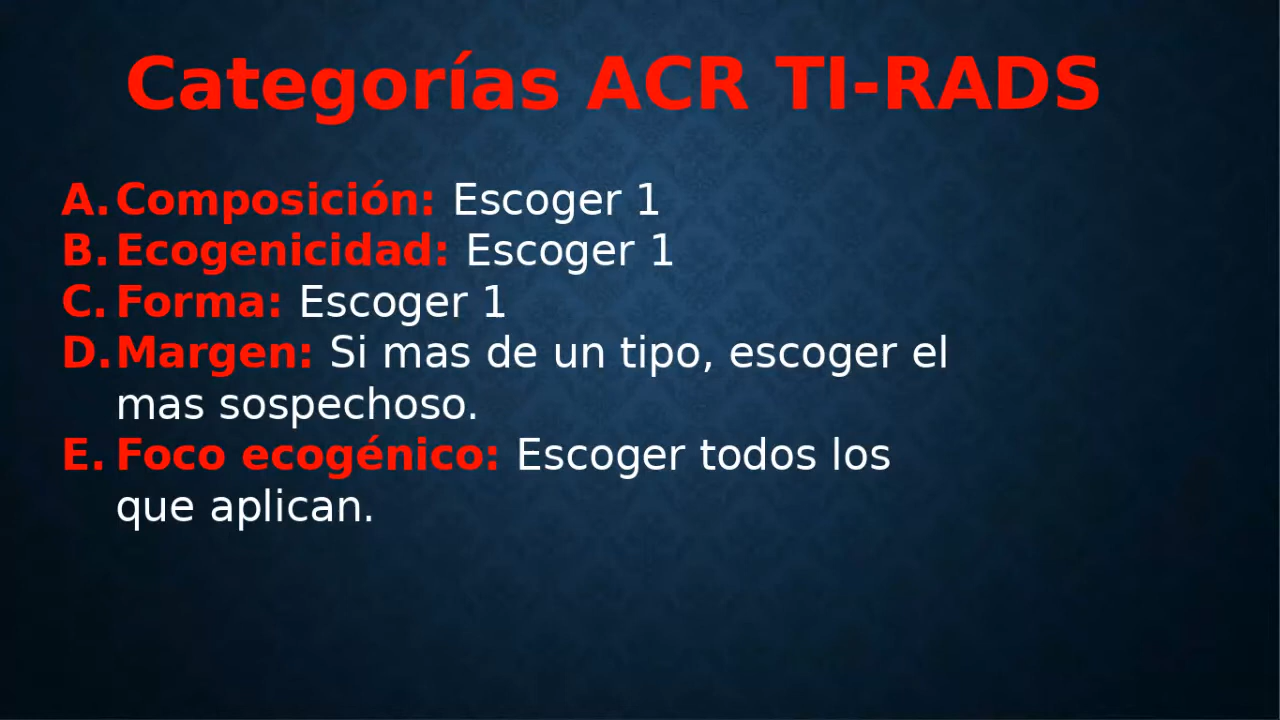 Categorías ACR TI-RADS
A. Composición: Escoger 1
B. Ecogenicidad: Escoger 1
C. Forma: Escoger 1
D. Margen: Si mas de un tipo, escoger el
mas sospechoso.
E. Foco ecogénico: Escoger todos los
que aplican.